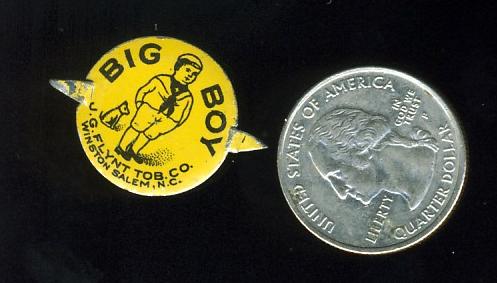 BIG BOY
J.G. FLYNT TOB. CO.
WINSTON SALEM, N.C.
UNITED STATES OF AMERICA
IN
GOD WE
TRUST
P
LIBERTY
QUARTER DOLLAR